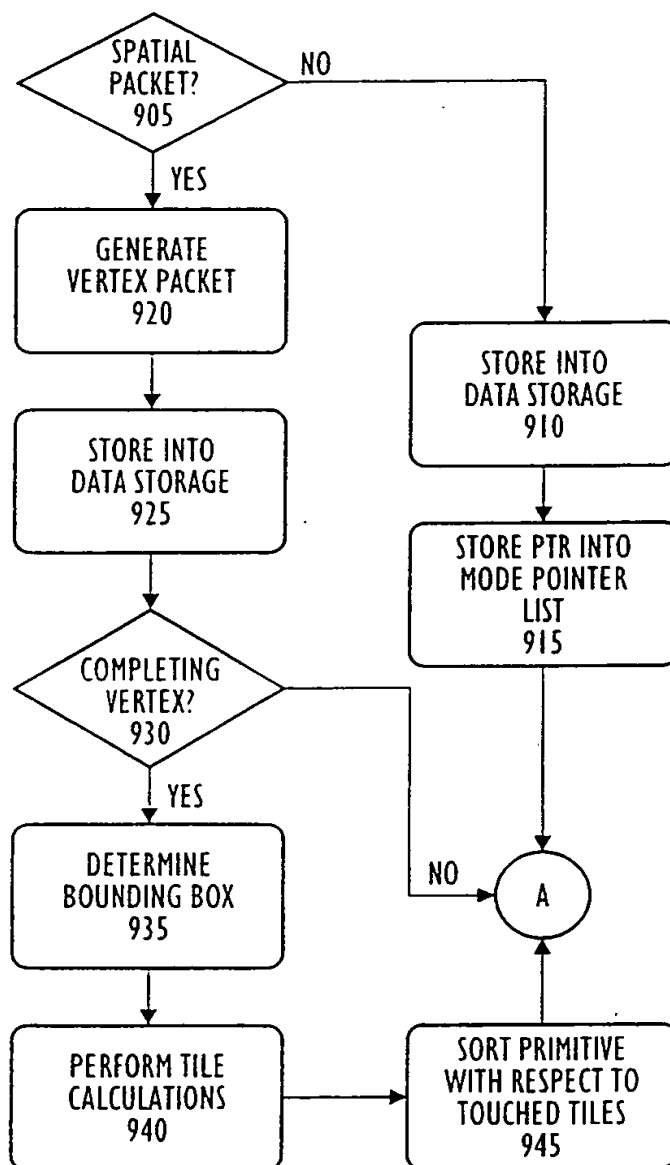 SPATIAL
PACKET?
905
NO
YES
GENERATE
VERTEX PACKET
920
STORE INTO
DATA STORAGE
910
STORE INTO
DATA STORAGE
925
STORE PTR INTO
MODE POINTER
LIST
915
COMPLETING
VERTEX?
930
YES
NO
DETERMINE
BOUNDING BOX
935
A
PERFORM TILE
CALCULATIONS
940
SORT PRIMITIVE
WITH RESPECT TO
TOUCHED TILES
945